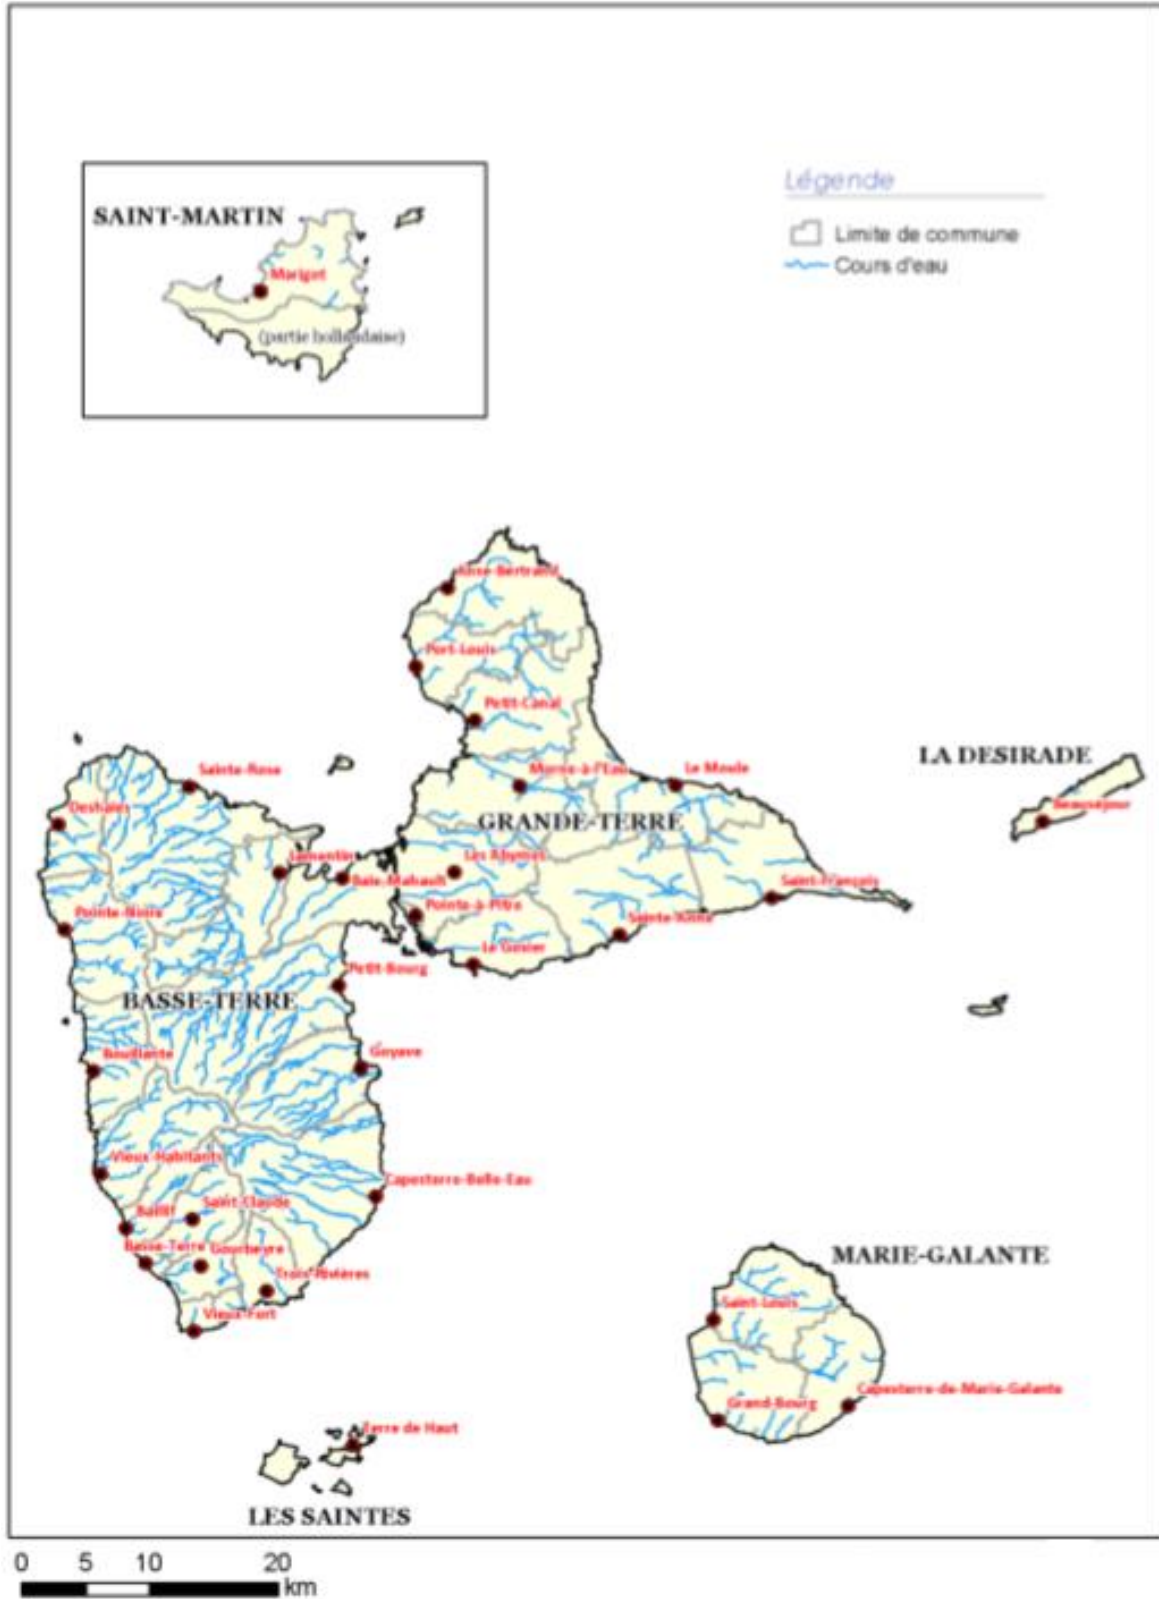 SAINT-MARTIN
Marigot
(partie hollandaise)
Légende
Limite de commune
Cours d'eau
Anse-Bertrand
Port-Louis
Petit-Canal
Morne-à-l'Eau
Le Moule
Sainte-Rose
Deshaies
GRANDE-TERRE
LA DESIRADE
Beauséjour
Lamentin
Baie-Mahault
Les Abymes
Saint-François
Pointe-à-Pitre
Sainte-Anne
Pointe-Noire
Le Gosier
Petit-Bourg
BASSE-TERRE
Bouillante
Goyave
Vieux-Habitants
Capesterre-Belle-Eau
Baillif
Saint-Claude
Basse-Terre
Gourbeyre
Trois-Rivières
Vieux-Fort
MARIE-GALANTE
Saint-Louis
Grand-Bourg
Capesterre-de-Marie-Galante
Terre de Haut
LES SAINTES
0 5 10 20
km